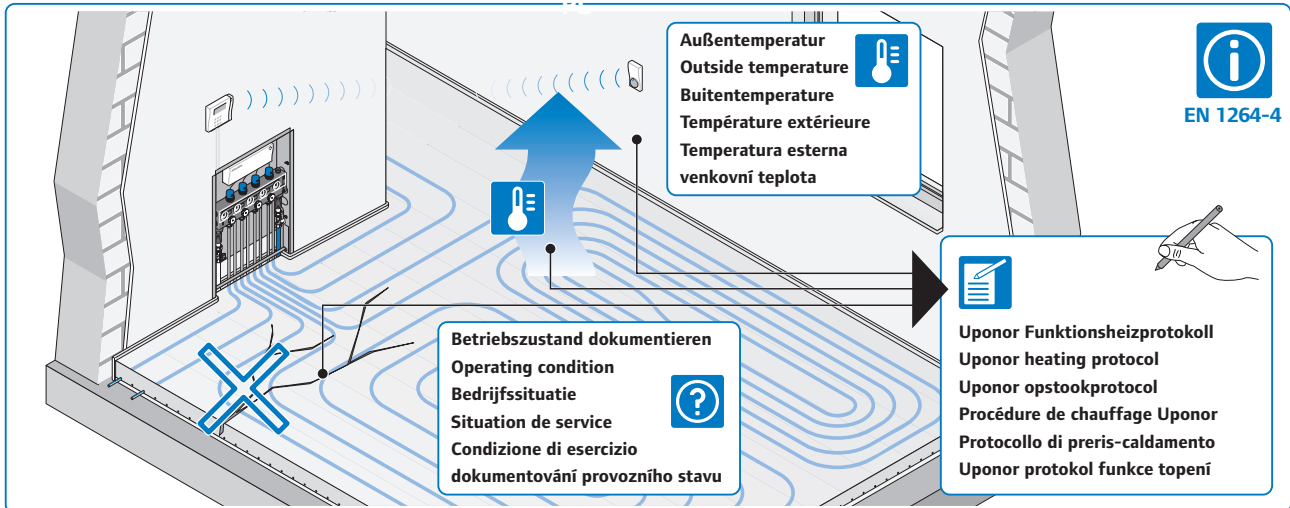 Außentemperatur
Outside temperature
Buitentemperature
Température extérieure
Temperatura esterna
venkovní teplota
EN 1264-4
Betriebszustand dokumentieren
Operating condition
Bedrijfssituatie
Situation de service
Condizione di esercizio
dokumentování provozního stavu
Uponor Funktionsheizprotokoll
Uponor heating protocol
Uponor opstookprotocol
Procédure de chauffage Uponor
Protocollo di preris-caldamento
Uponor protokol funkce topení